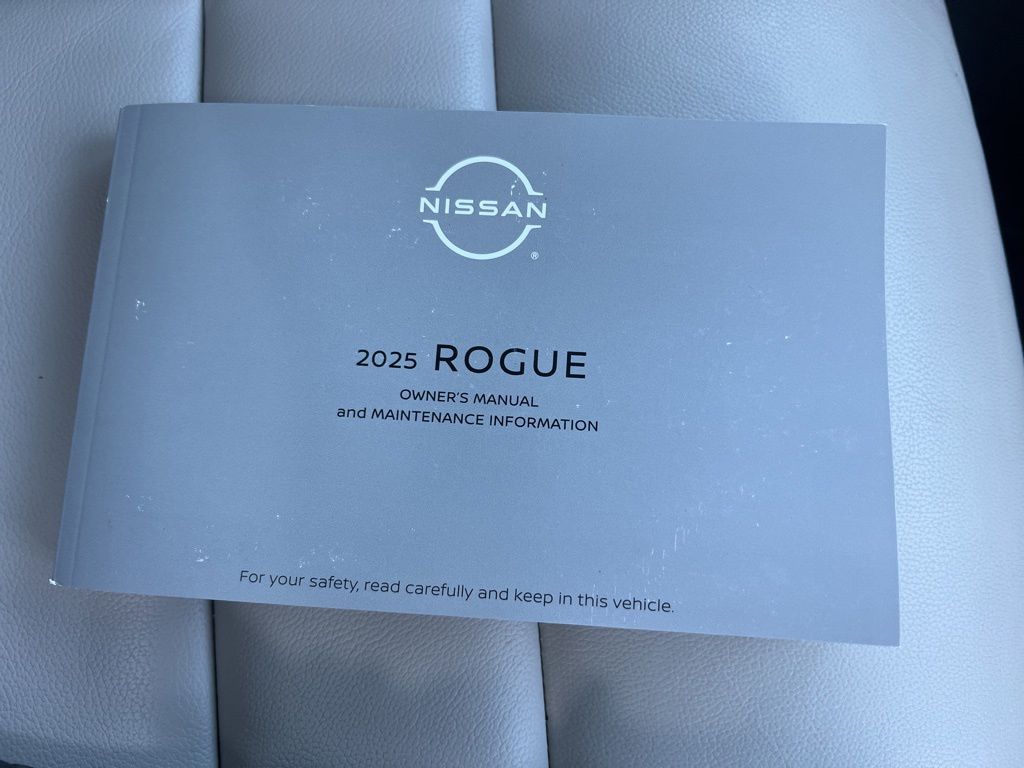 NISSAN
®
2025 ROGUE
OWNER'S MANUAL
and MAINTENANCE INFORMATION
For your safety, read carefully and keep in this vehicle.